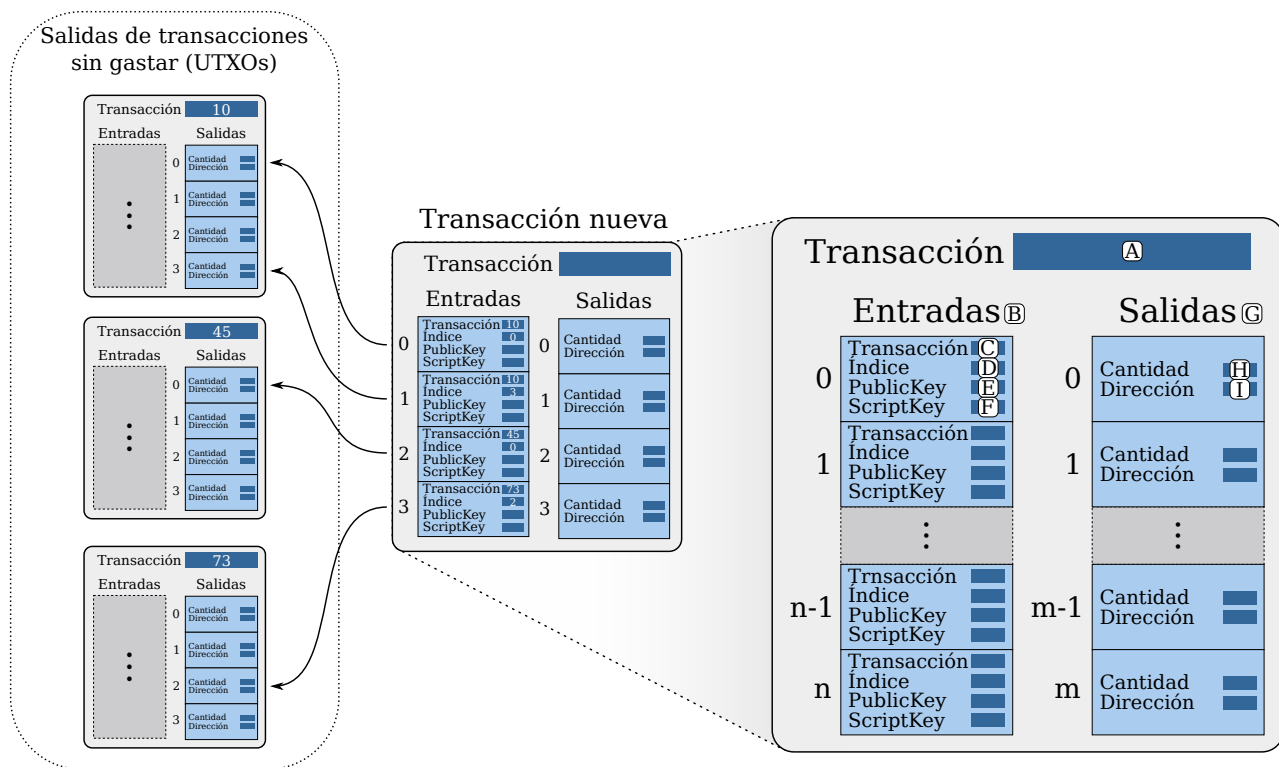 Salidas de transacciones
sin gastar (UTXOs)
Transacción 10
Entradas Salidas
0 Cantidad
Dirección
1 Cantidad
Dirección
2 Cantidad
Dirección
3 Cantidad
Dirección
Transacción 45
Entradas Salidas
0 Cantidad
Dirección
1 Cantidad
Dirección
2 Cantidad
Dirección
3 Cantidad
Dirección
Transacción 73
Entradas Salidas
0 Cantidad
Dirección
1 Cantidad
Dirección
2 Cantidad
Dirección
3 Cantidad
Dirección
Transacción nueva
Transacción
Entradas
0 Transacción 10
Índice 0
PublicKey
ScriptKey
1 Transacción 10
Índice 3
PublicKey
ScriptKey
2 Transacción 45
Índice 0
PublicKey
ScriptKey
3 Transacción 73
Índice 2
PublicKey
ScriptKey
Salidas
0 Cantidad
Dirección
1 Cantidad
Dirección
2 Cantidad
Dirección
3 Cantidad
Dirección
Transacción A
Entradas B
0 Transacción C
Índice D
PublicKey E
ScriptKey F
1 Transacción
Índice
PublicKey
ScriptKey
n-1 Trnsacción
Índice
PublicKey
ScriptKey
n Transacción
Índice
PublicKey
ScriptKey
Salidas G
0 Cantidad H
Dirección I
1 Cantidad
Dirección
m-1 Cantidad
Dirección
m Cantidad
Dirección